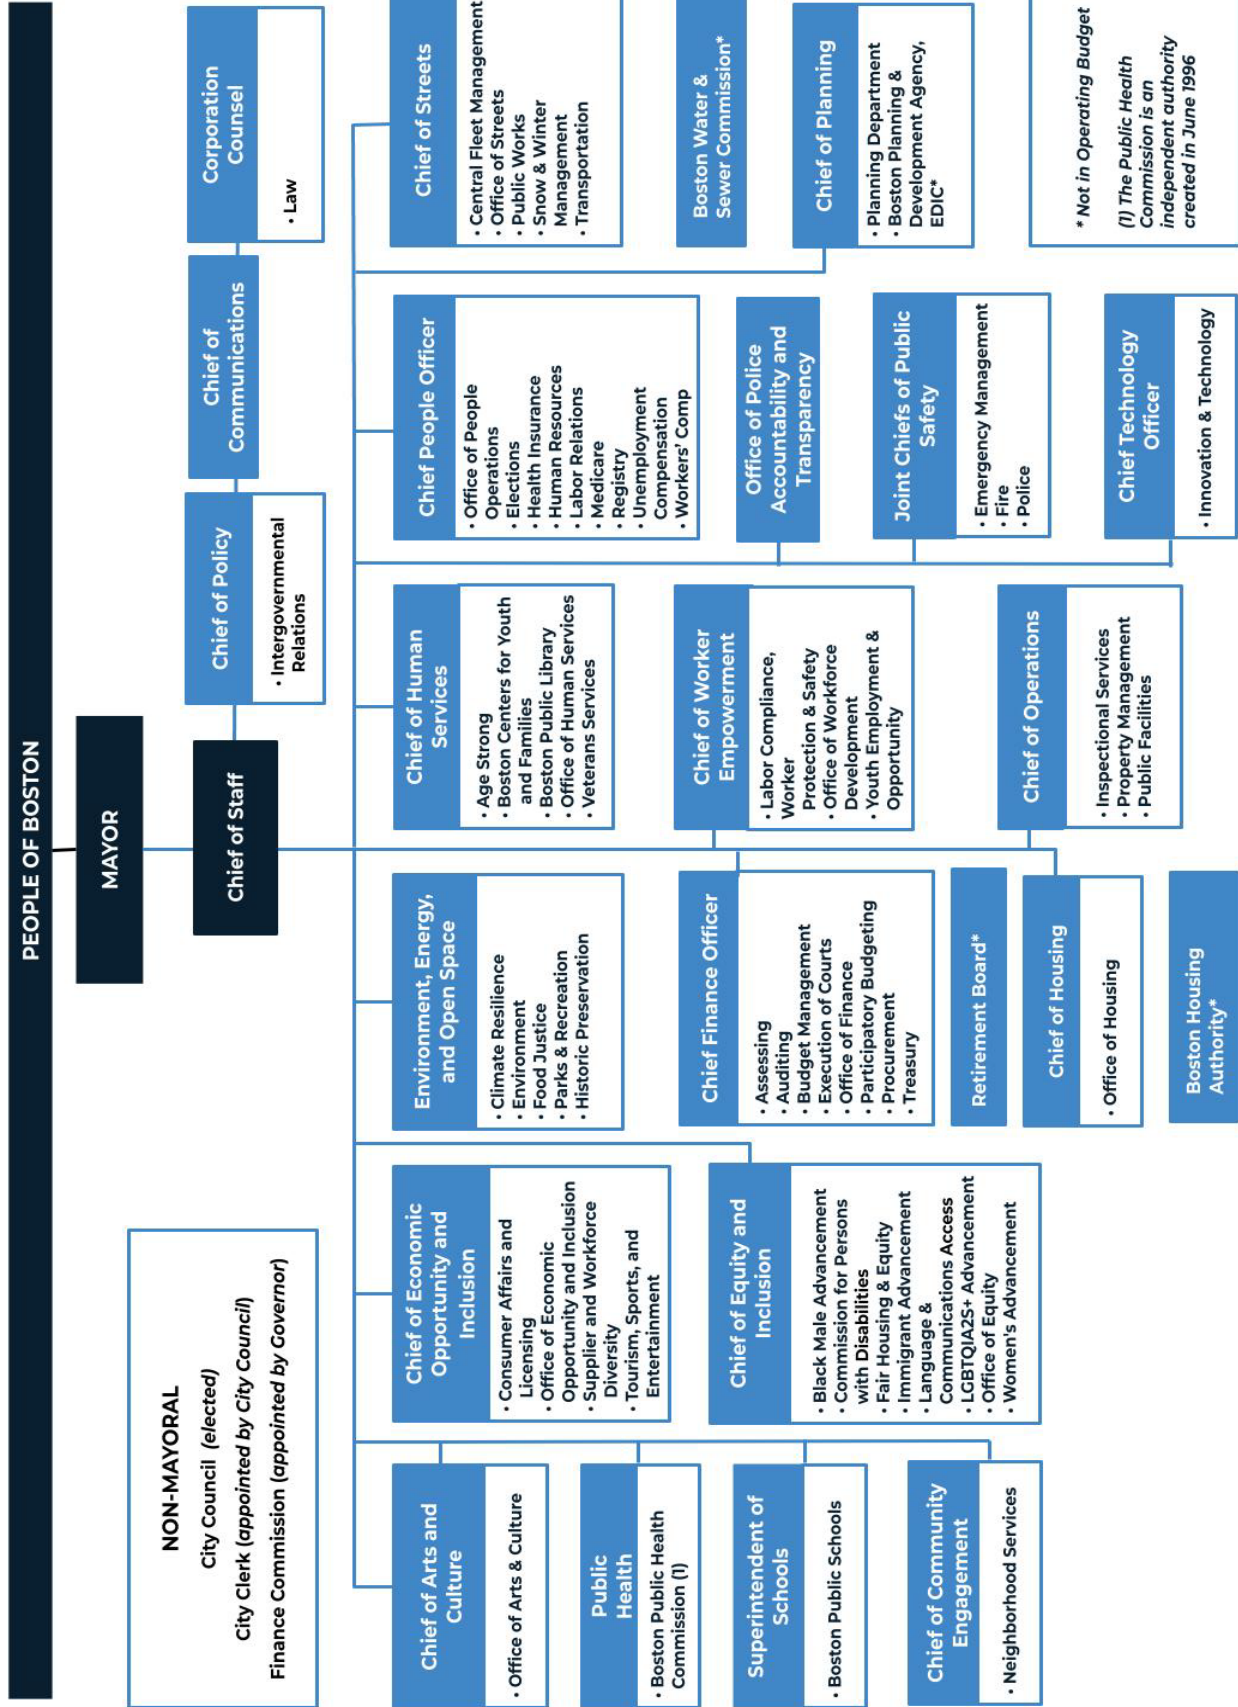 PEOPLE OF BOSTON
MAYOR
NON-MAYORAL
City Council (elected)
City Clerk (appointed by City Council)
Finance Commission (appointed by Governor)
Chief of Staff
Chief of Policy
• Intergovernmental
Relations
Chief of
Communications
Corporation
Counsel
• Law
Chief of Arts and
Culture
• Office of Arts & Culture
Public
Health
• Boston Public Health
Commission (1)
Superintendent of
Schools
• Boston Public Schools
Chief of Community
Engagement
• Neighborhood Services
Chief of Economic
Opportunity and
Inclusion
• Consumer Affairs and
Licensing
• Office of Economic
Opportunity and Inclusion
• Supplier and Workforce
Diversity
• Tourism, Sports, and
Entertainment
Chief of Equity and
Inclusion
• Black Male Advancement
• Commission for Persons
with Disabilities
• Fair Housing & Equity
• Immigrant Advancement
• Language &
Communications Access
• LGBTQIA2S+ Advancement
• Office of Equity
• Women's Advancement
Environment, Energy,
and Open Space
• Climate Resilience
• Environment
• Food Justice
• Parks & Recreation
• Historic Preservation
Chief Finance Officer
• Assessing
• Auditing
• Budget Management
• Execution of Courts
• Office of Finance
• Participatory Budgeting
• Procurement
• Treasury
Retirement Board*
Chief of Housing
• Office of Housing
Boston Housing
Authority*
Chief of Human
Services
• Age Strong
• Boston Centers for Youth
and Families
• Boston Public Library
• Office of Human Services
• Veterans Services
Chief of Worker
Empowerment
• Labor Compliance,
Worker
Protection & Safety
• Office of Workforce
Development
• Youth Employment &
Opportunity
Chief of Operations
• Inspectional Services
• Property Management
• Public Facilities
Chief People Officer
• Office of People
Operations
• Elections
• Health Insurance
• Human Resources
• Labor Relations
• Medicare
• Registry
• Unemployment
Compensation
• Workers' Comp
Office of Police
Accountability and
Transparency
Joint Chiefs of Public
Safety
• Emergency Management
• Fire
• Police
Chief Technology
Officer
• Innovation & Technology
Chief of Streets
• Central Fleet Management
• Office of Streets
• Public Works
• Snow & Winter
Management
• Transportation
Boston Water &
Sewer Commission*
Chief of Planning
• Planning Department
• Boston Planning &
Development Agency,
EDIC*
* Not in Operating Budget
(1) The Public Health
Commission is an
independent authority
created in June 1996